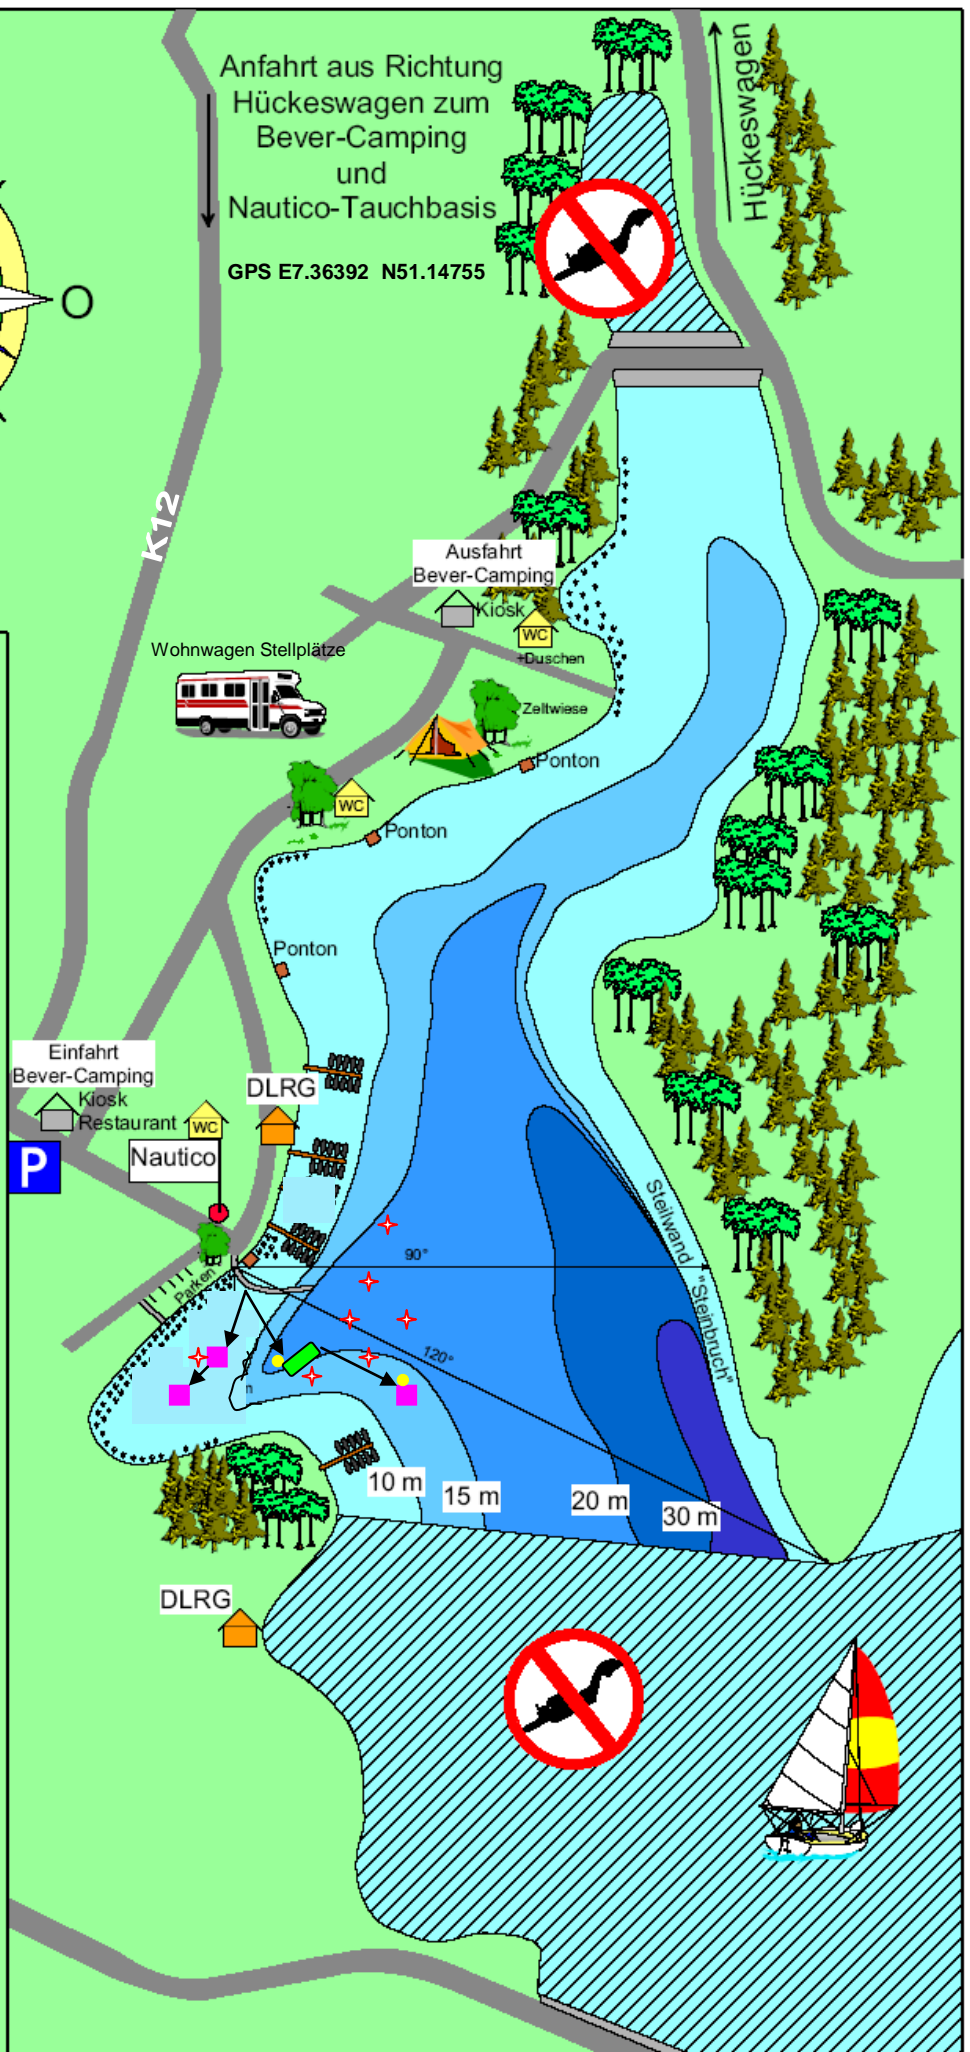 Anfahrt aus Richtung
Hückeswagen zum
Bever-Camping
und
Nautico-Tauchbasis
GPS E7.36392 N51.14755
Hückeswagen
O
K12
Ausfahrt
Bever-Camping
Kiosk
WC
+Duschen
Wohnwagen Stellplätze
Zeltwiese
Ponton
WC
Ponton
Ponton
Einfahrt
Bever-Camping
Kiosk
Restaurant
WC
DLRG
P
Nautico
Steilwand
"Steinbruch"
90°
Parken
120°
m
10 m
15 m
20 m
30 m
DLRG